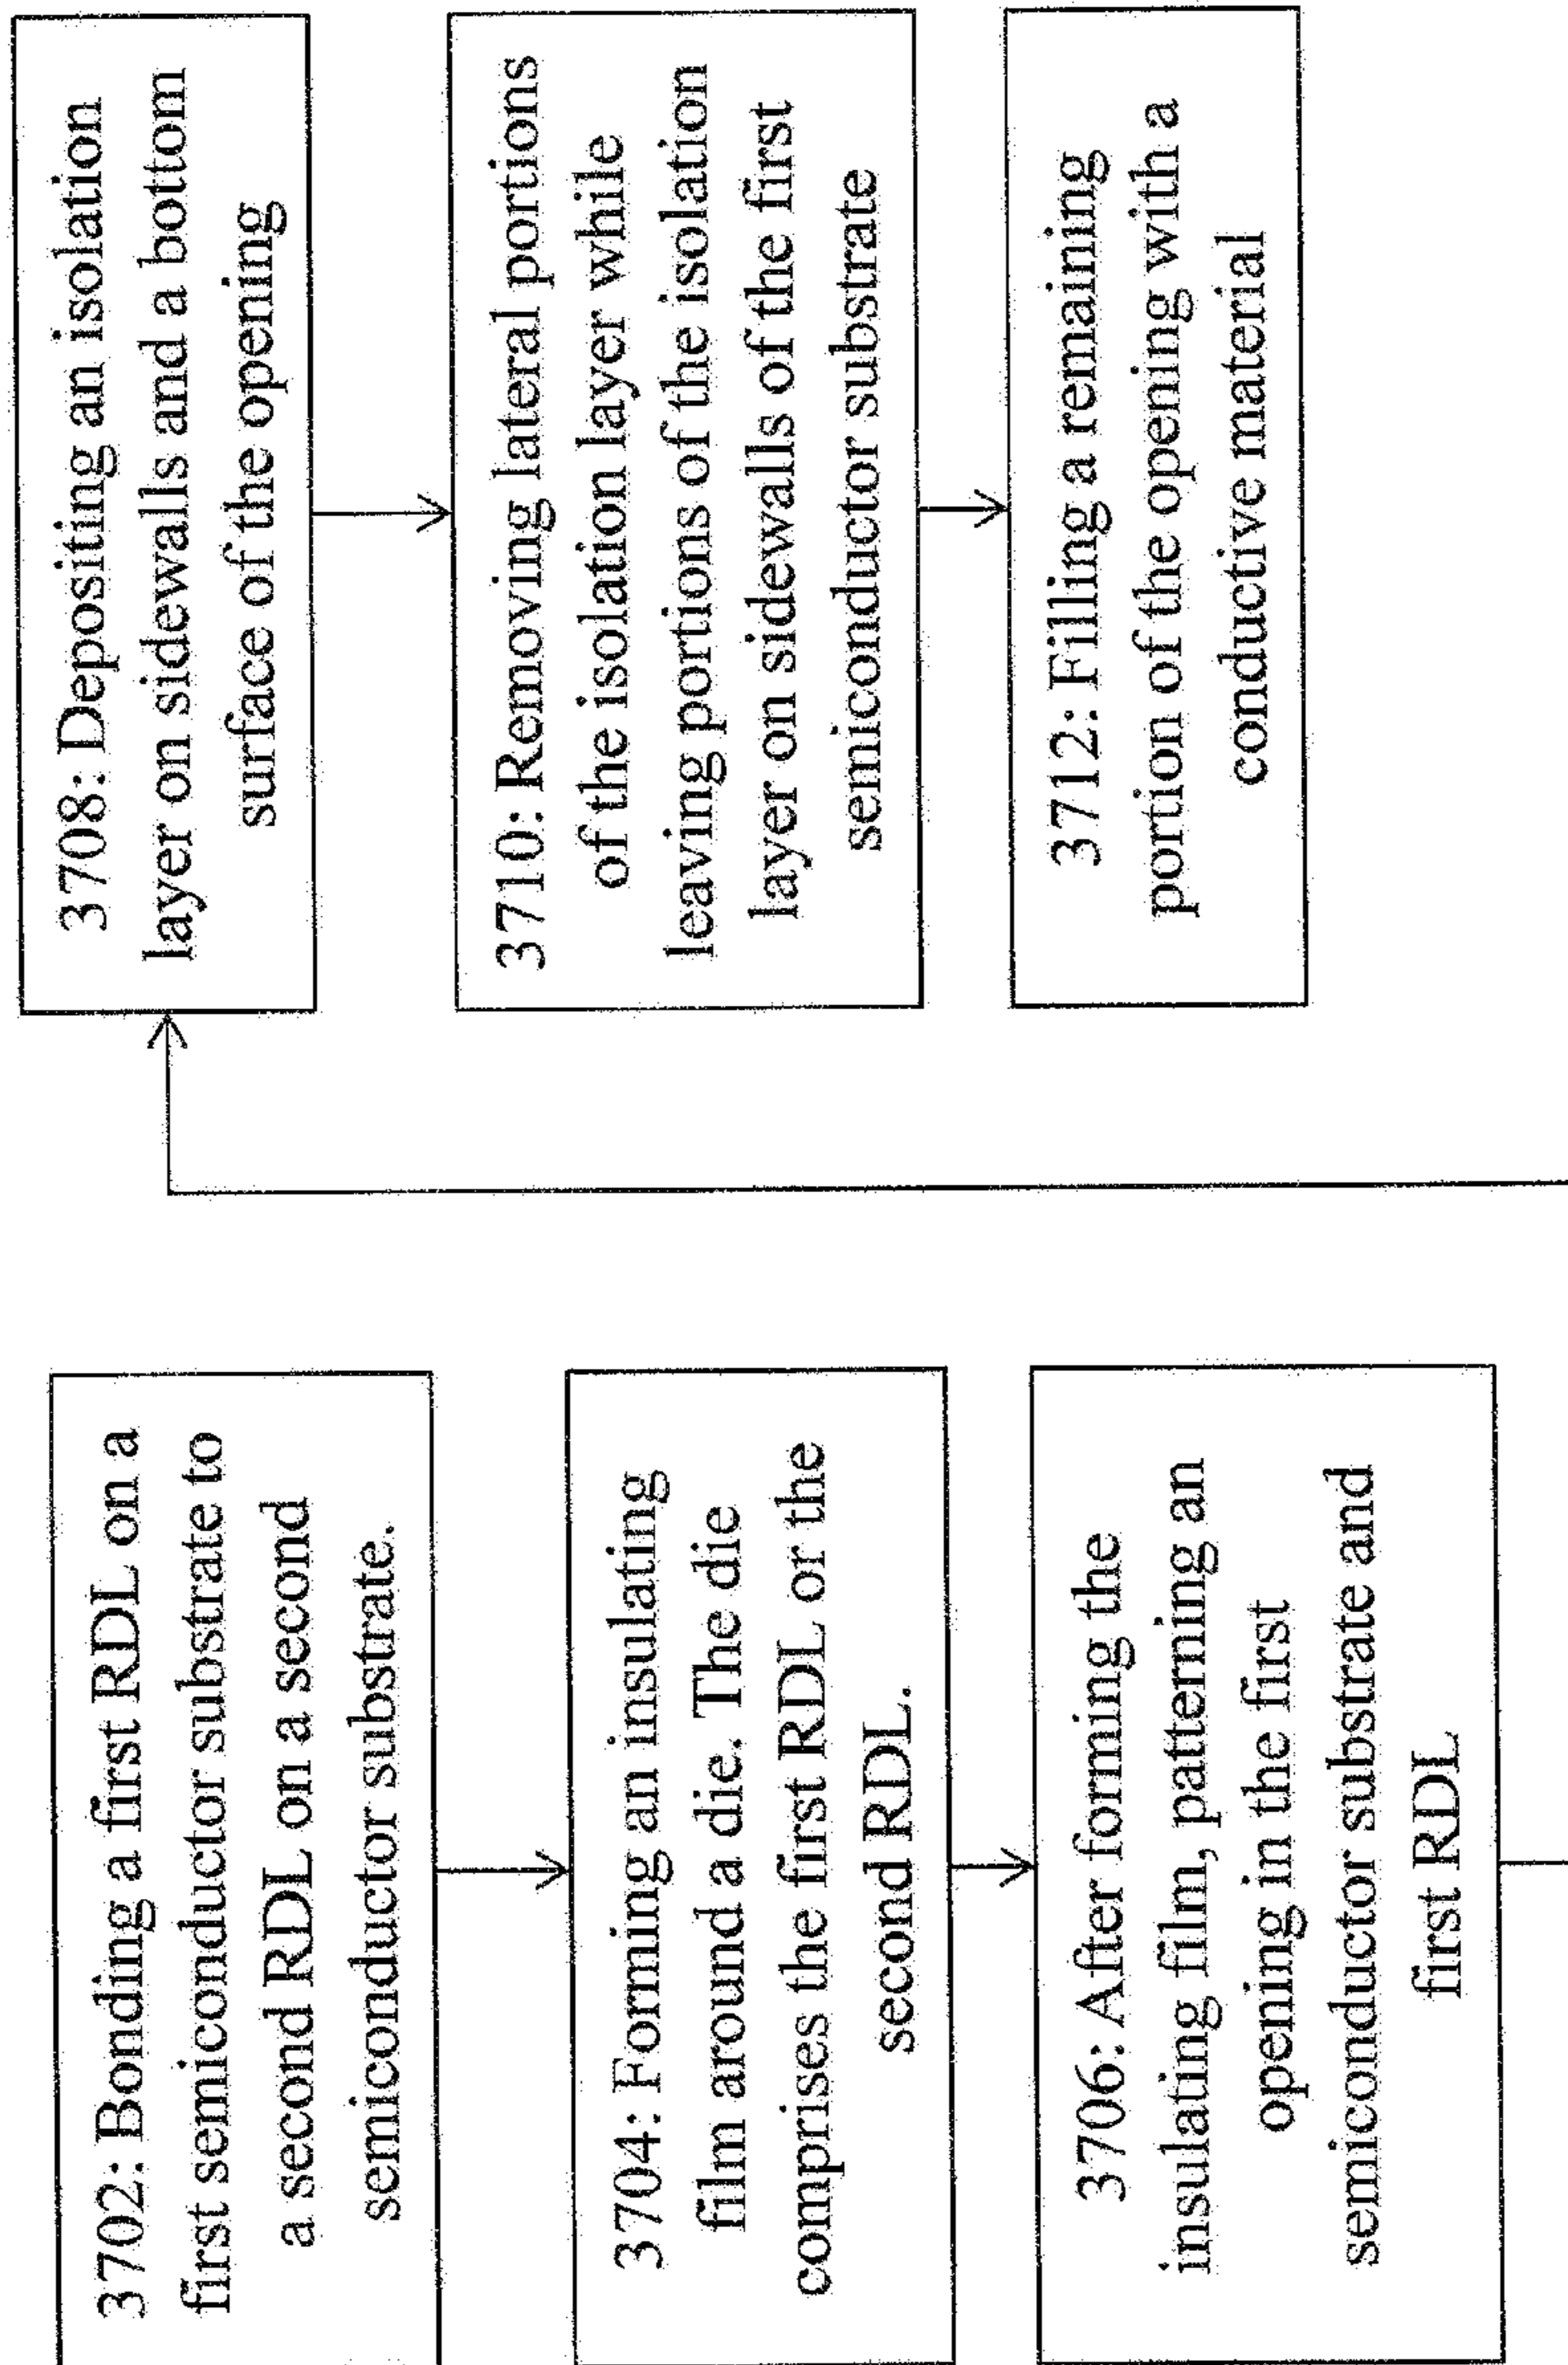 3702: Bonding a first RDL on a
first semiconductor substrate to
a second RDL on a second
semiconductor substrate.
3704: Forming an insulating
film around a die. The die
comprises the first RDL or the
second RDL.
3706: After forming the
insulating film, patterning an
opening in the first
semiconductor substrate and
first RDL
3708: Depositing an isolation
layer on sidewalls and a bottom
surface of the opening
3710: Removing lateral portions
of the isolation layer while
leaving portions of the isolation
layer on sidewalls of the first
semiconductor substrate
3712: Filling a remaining
portion of the opening with a
conductive material